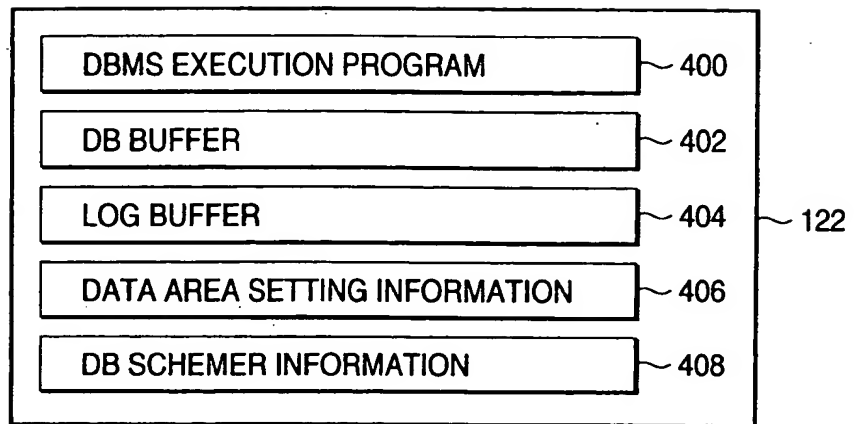 DBMS EXECUTION PROGRAM 400
DB BUFFER 402
LOG BUFFER 404
122
DATA AREA SETTING INFORMATION 406
DB SCHEMER INFORMATION 408